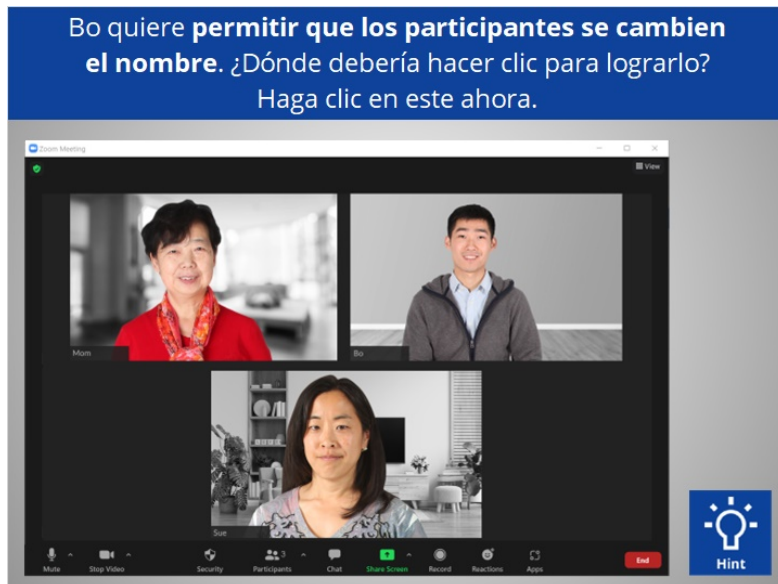 Bo quiere permitir que los participantes se cambien
el nombre. ¿Dónde debería hacer clic para lograrlo?
Haga clic en este ahora.
Zoom Meeting
View
Mom
Bo
Sue
Mute
Stop Video
Security
Participants
3
Chat
Share Screen
Record
Reactions
Apps
End
Hint